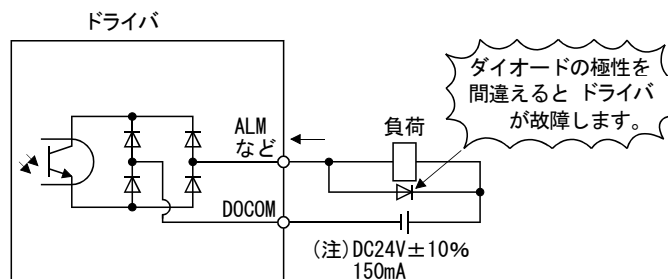 ドライバ
ダイオードの極性を
間違えると ドライバ
が故障します。
ALM
など
負荷
DOCOM
(注)DC24V±10%
150mA